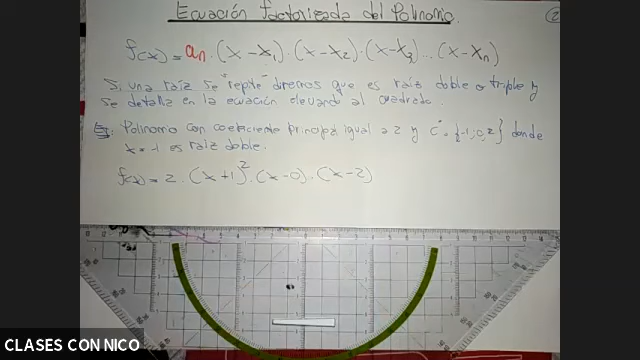 Ecuación Factorizada del Polinomio.
2
f(x) = an · (x - x1) · (x - x2) · (x - x3) ... (x - xn)
Si una raíz se "repite" diremos que es raíz doble o triple y
se detalla en la ecuación elevando al cuadrado.
Ej: Polinomio con coeficiente principal igual a 2 y C° = {-1; 0; 2} donde
x = -1 es raíz doble.
f(x) = 2 · (x+1)² · (x-0) · (x-2)
CLASES CON NICO